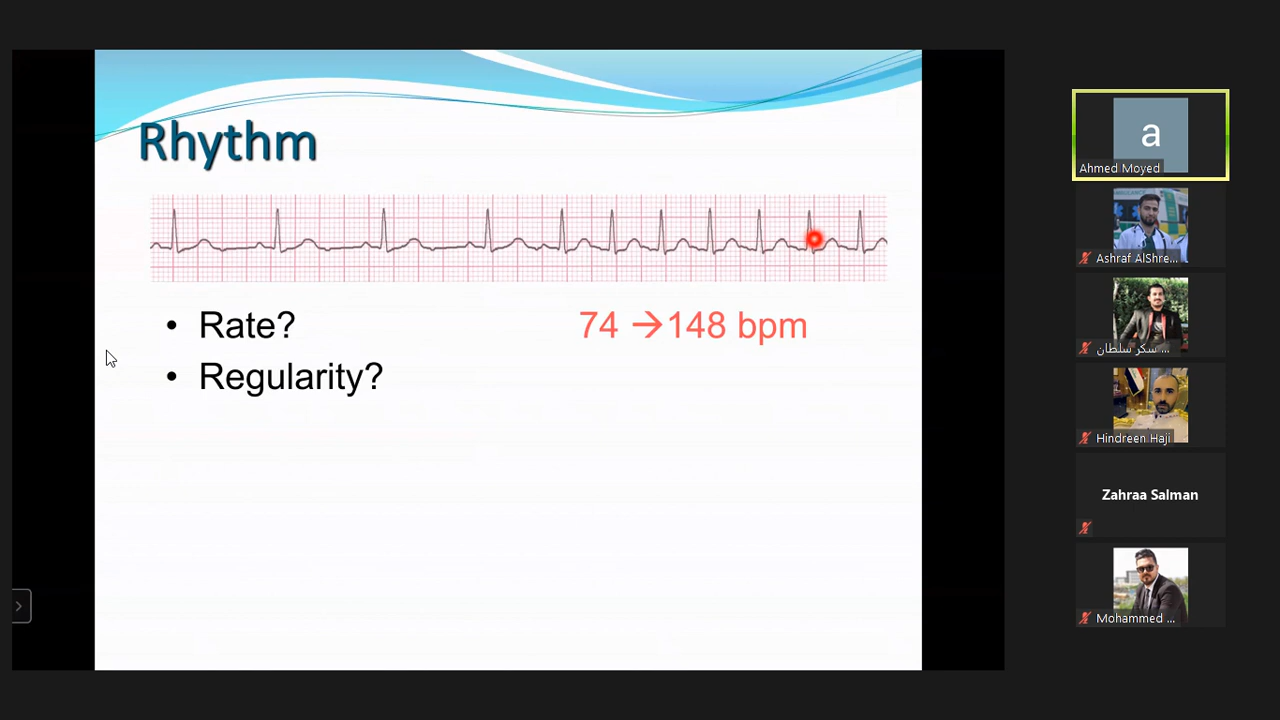 Rhythm
• Rate?
74 →148 bpm
• Regularity?
a
Ahmed Moyed
Ashraf AlShre...
سكر سلطان ...
Hindreen Haji
Zahraa Salman
Mohammed ...